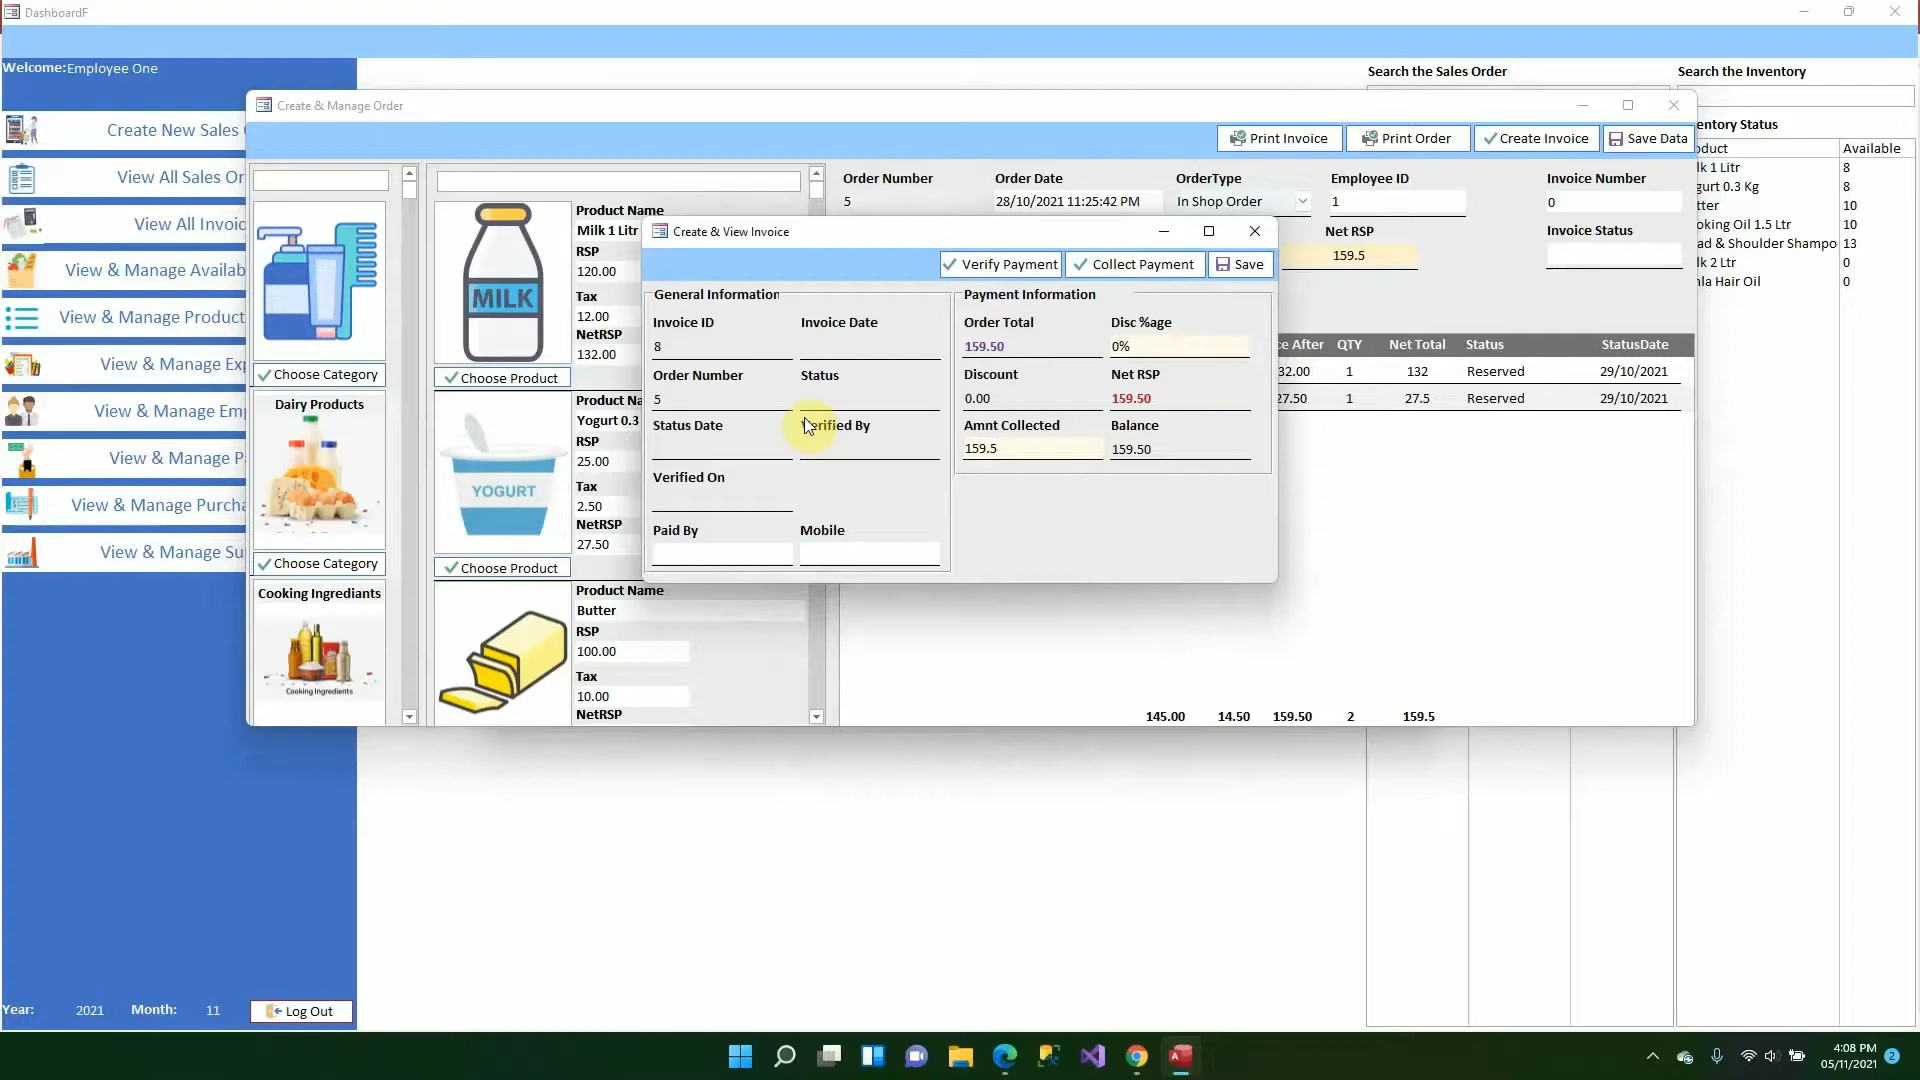 DashboardF
Welcome:Employee One
Search the Sales Order
Search the Inventory
Create & Manage Order
Create New Sales
View All Sales Or
View All Invoic
View & Manage Availab
View & Manage Product
View & Manage Exp
View & Manage Emp
View & Manage P
View & Manage Purcha
View & Manage Su
Year: 2021 Month: 11
Log Out
Print Invoice
Print Order
Create Invoice
Save Data
Choose Category
Dairy Products
Choose Category
Cooking Ingrediants
Cooking Ingredients
MILK
Choose Product
Product Name
Milk 1 Litr
RSP
120.00
Tax
12.00
NetRSP
132.00
YOGURT
Choose Product
Product Na
Yogurt 0.3
RSP
25.00
Tax
2.50
NetRSP
27.50
Product Name
Butter
RSP
100.00
Tax
10.00
NetRSP
Order Number
5
Order Date
28/10/2021 11:25:42 PM
OrderType
In Shop Order
Employee ID
1
Invoice Number
0
Net RSP
159.5
Invoice Status
ce After QTY Net Total Status StatusDate
32.00 1 132 Reserved 29/10/2021
27.50 1 27.5 Reserved 29/10/2021
145.00 14.50 159.50 2 159.5
Create & View Invoice
Verify Payment
Collect Payment
Save
General Information
Invoice ID
8
Invoice Date
Order Number
5
Status
Status Date
erified By
Verified On
Paid By
Mobile
Payment Information
Order Total
159.50
Disc %age
0%
Discount
0.00
Net RSP
159.50
Amnt Collected
159.5
Balance
159.50
entory Status
oduct Available
lk 1 Litr 8
gurt 0.3 Kg 8
tter 10
oking Oil 1.5 Ltr 10
ad & Shoulder Shampo 13
lk 2 Ltr 0
nla Hair Oil 0
4:08 PM
05/11/2021
2